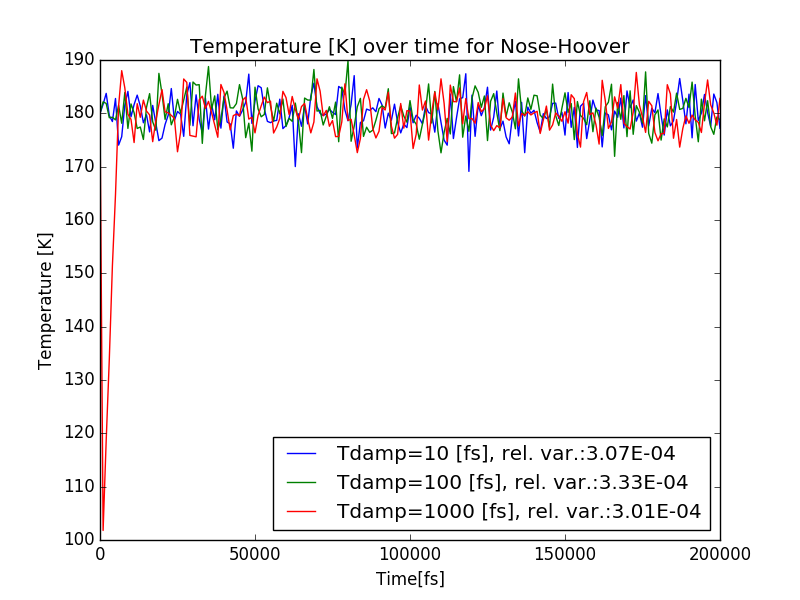 Temperature [K] over time for Nose-Hoover
190
180
170
160
150
140
130
120
110
100
Temperature [K]
Tdamp=10 [fs], rel. var.:3.07E-04
Tdamp=100 [fs], rel. var.:3.33E-04
Tdamp=1000 [fs], rel. var.:3.01E-04
0 50000 100000 150000 200000
Time[fs]